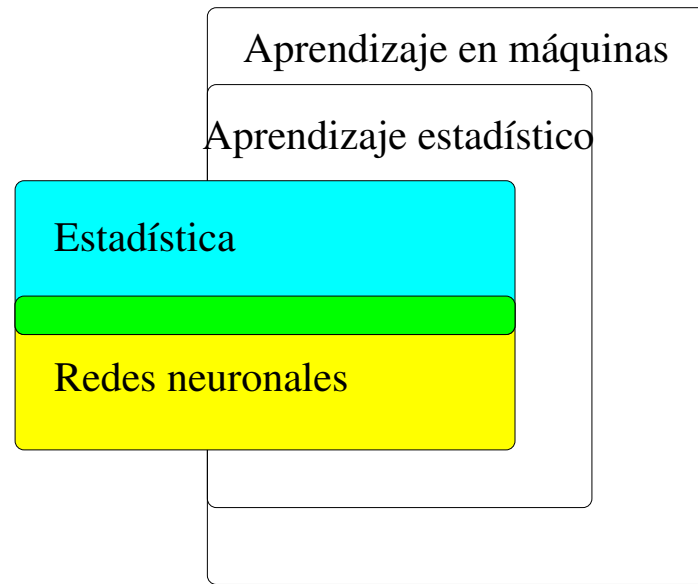 Aprendizaje en máquinas
Aprendizaje estadístico
Estadística
Redes neuronales